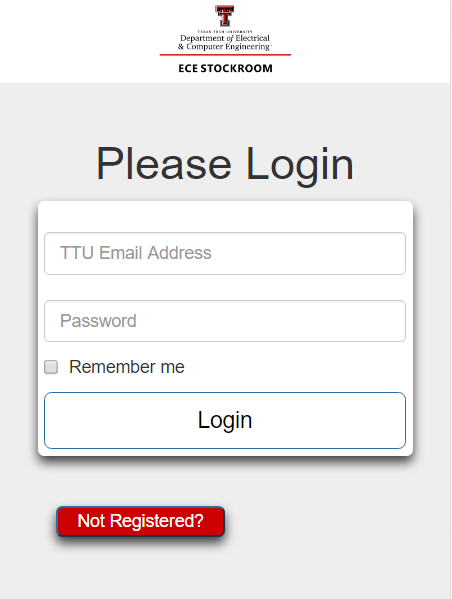 TEXAS TECH UNIVERSITY
Department of Electrical
& Computer Engineering
ECE STOCKROOM
Please Login
TTU Email Address
Password
Remember me
Login
Not Registered?